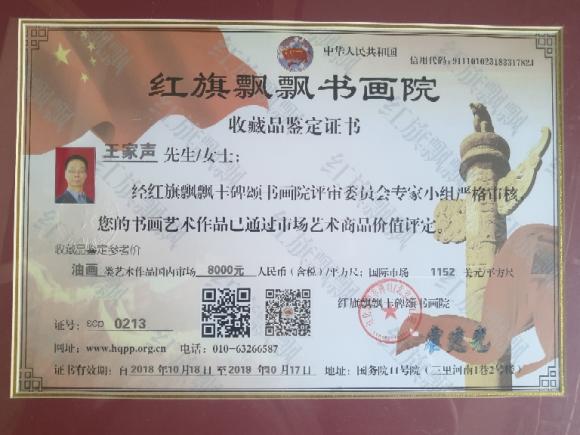 中华人民共和国
信用代码:91110102318331782J
红旗飘飘书画院
收藏品鉴定证书
王家声 先生/女士:
经红旗飘飘丰碑颂书画院评审委员会专家小组严格审核,
您的书画艺术作品已通过市场艺术商品价值评定。
收藏品鉴定参考价
油画 类艺术作品国内市场 8000元 人民币(含税)/平方尺;国际市场 1152 美元/平方尺
红旗飘飘丰碑颂书画院
证号: 0213
网址:www.hqpp.org.cn 电话:010-63266587
证书有效期:自2018年10月18日至2019年10月17日 地址:国务院11号院(三里河南1巷2号楼)